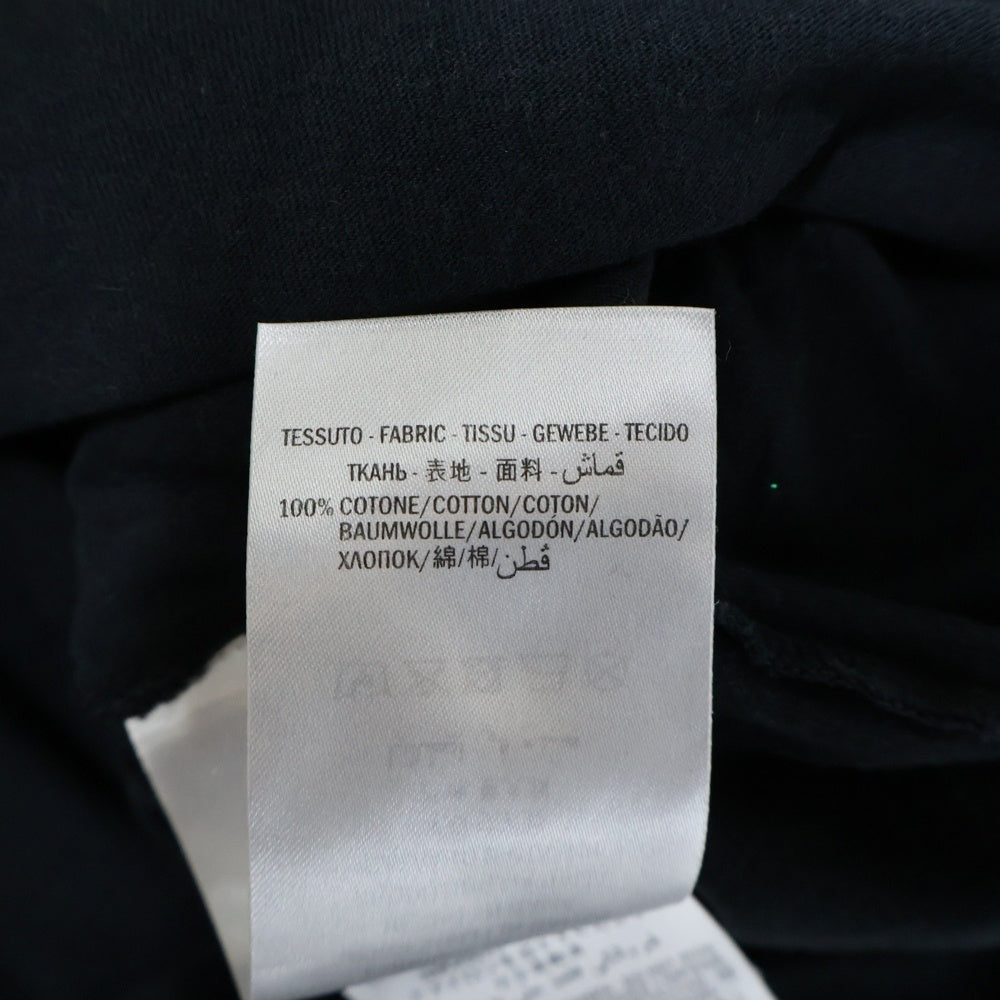 TESSUTO - FABRIC - TISSU - GEWEBE - TECIDO
ТКАНЬ - 表地 - 面料 - قماش
100% COTONE/COTTON/COTON/
BAUMWOLLE/ALGODÓN/ALGODÃO/
ХЛОПОК/綿/棉/قطن